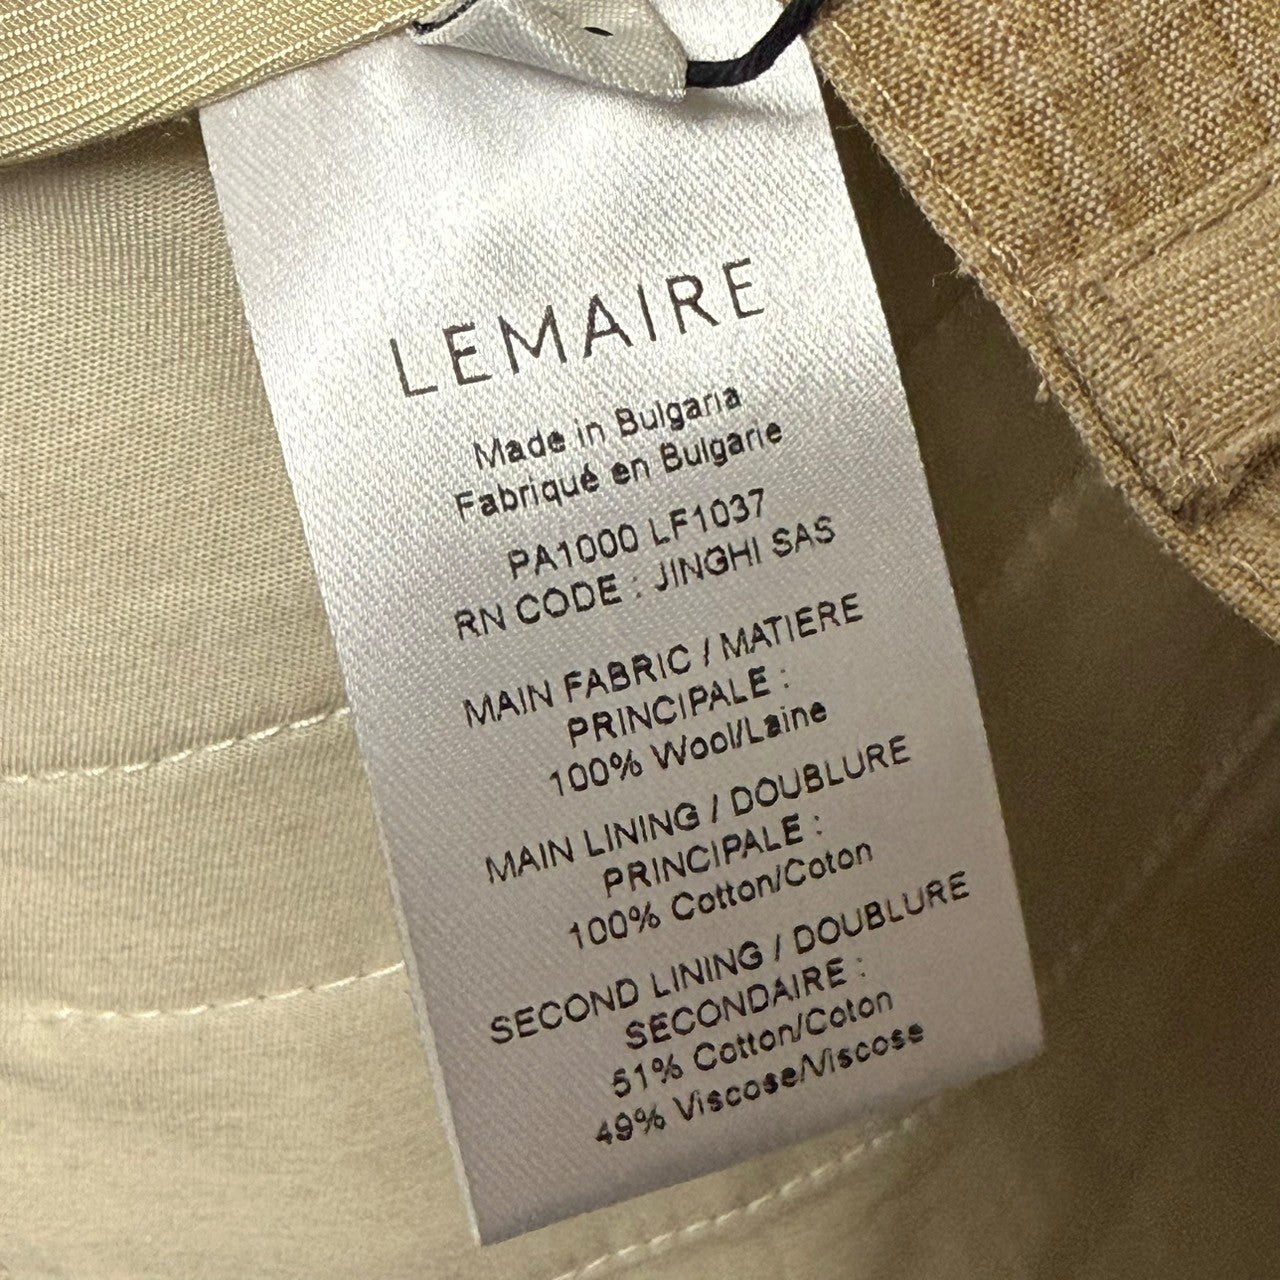 LEMAIRE
Made in Bulgaria
Fabriqué en Bulgarie
PA1000 LF1037
RN CODE : JINGHI SAS
MAIN FABRIC / MATIERE
PRINCIPALE :
100% Wool/Laine
MAIN LINING / DOUBLURE
PRINCIPALE :
100% Cotton/Coton
SECOND LINING / DOUBLURE
SECONDAIRE :
51% Cotton/Coton
49% Viscose/Viscose